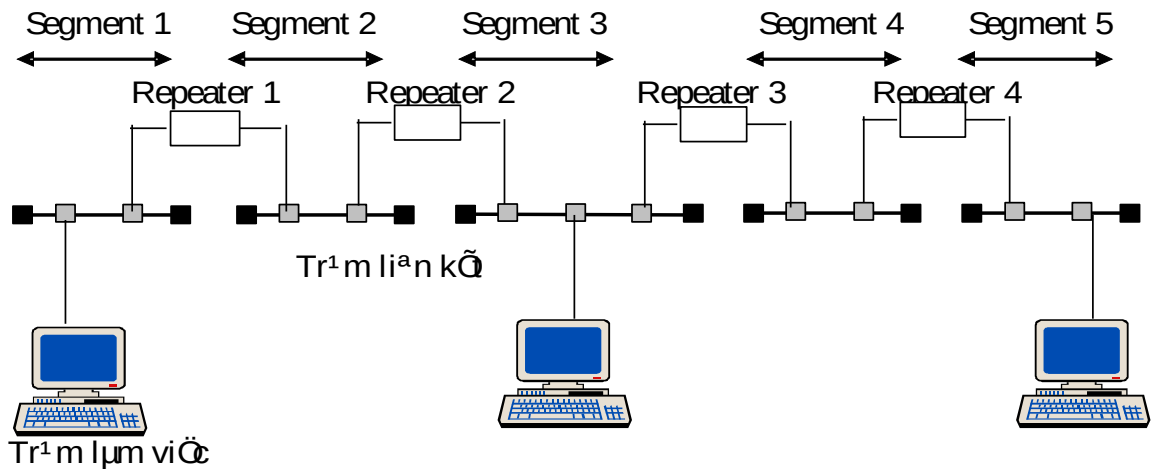 Segment 1 Segment 2 Segment 3 Segment 4 Segment 5
Repeater 1 Repeater 2 Repeater 3 Repeater 4
Tr¹m liªn kÕt
Tr¹m lµm viÖc